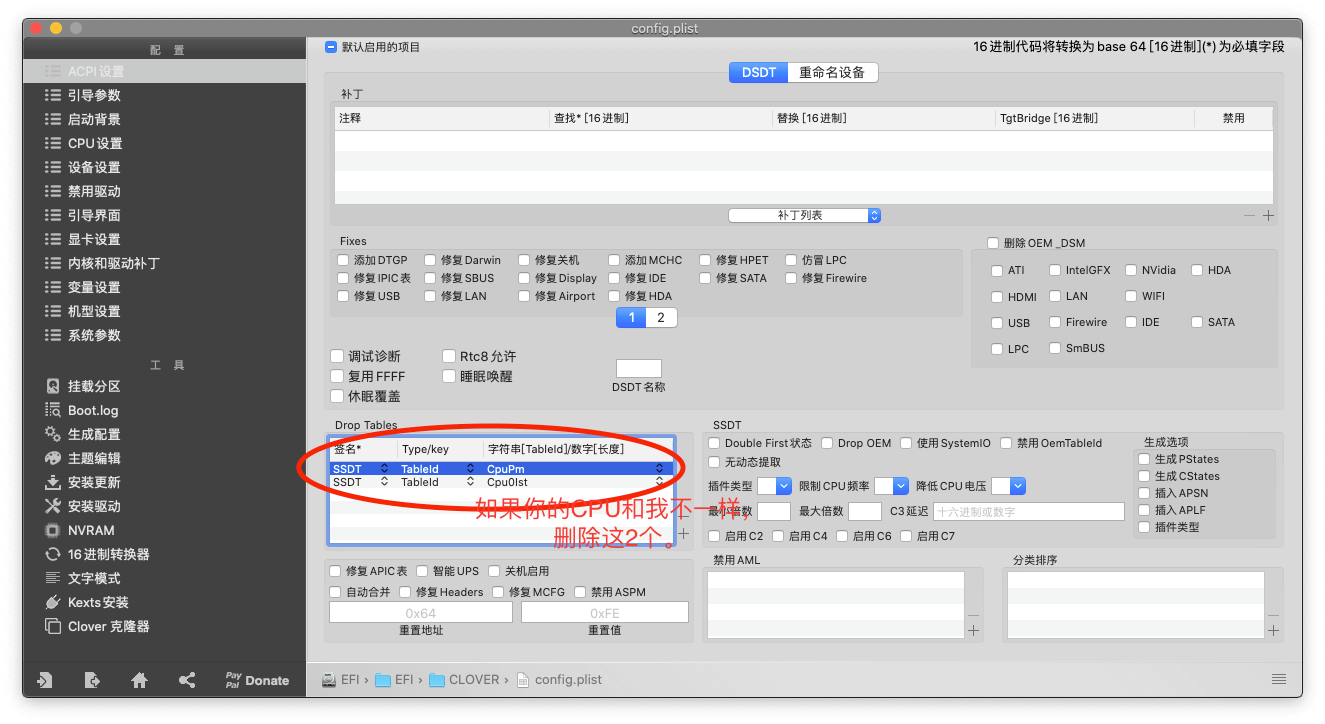 config.plist
配 置
ACPI 设置
引导参数
启动背景
CPU 设置
设备设置
禁用驱动
引导界面
显卡设置
内核和驱动补丁
变量设置
机型设置
系统参数
工 具
挂载分区
Boot.log
生成配置
主题编辑
安装更新
安装驱动
NVRAM
16 进制转换器
文字模式
Kexts 安装
Clover 克隆器
Pay Pal Donate
默认启用的项目 16 进制代码将转换为 base 64 [16 进制](*) 为必填字段
DSDT 重命名设备
补丁
注释 查找* [16 进制] 替换 [16 进制] TgtBridge [16 进制] 禁用
补丁列表
Fixes
添加 DTGP 修复 Darwin 修复关机 添加 MCHC 修复 HPET 仿冒 LPC
修复 IPIC 表 修复 SBUS 修复 Display 修复 IDE 修复 SATA 修复 Firewire
修复 USB 修复 LAN 修复 Airport 修复 HDA
1 2
删除 OEM _DSM
ATI IntelGFX NVidia HDA
HDMI LAN WIFI
USB Firewire IDE SATA
LPC SmBUS
调试诊断 Rtc8 允许
复用 FFFF 睡眠唤醒
休眠覆盖
DSDT 名称
Drop Tables
签名* Type/key 字符串[TableId]/数字[长度]
SSDT TableId CpuPm
SSDT TableId Cpu0Ist
如果你的CPU和我不一样，
删除这2个。
SSDT
Double First 状态 Drop OEM 使用 SystemIO 禁用 OemTableId
无动态提取
插件类型 限制 CPU 频率 降低 CPU 电压
最小倍数 最大倍数 C3 延迟 十六进制或数字
启用 C2 启用 C4 启用 C6 启用 C7
生成选项
生成 PStates
生成 CStates
插入 APSN
插入 APLF
插件类型
修复 APIC 表 智能 UPS 关机启用
自动合并 修复 Headers 修复 MCFG 禁用 ASPM
0x64 0xFE
重置地址 重置值
禁用 AML
分类排序
EFI › EFI › CLOVER › config.plist